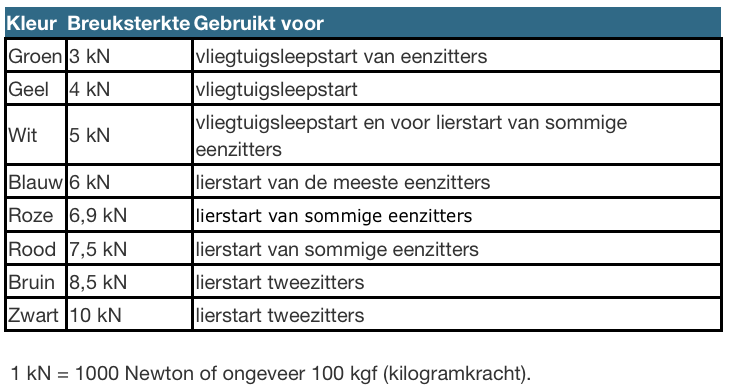 Kleur Breuksterkte Gebruikt voor
Groen 3 kN vliegtuigsleepstart van eenzitters
Geel 4 kN vliegtuigsleepstart
Wit 5 kN vliegtuigsleepstart en voor lierstart van sommige
eenzitters
Blauw 6 kN lierstart van de meeste eenzitters
Roze 6,9 kN lierstart van sommige eenzitters
Rood 7,5 kN lierstart van sommige eenzitters
Bruin 8,5 kN lierstart tweezitters
Zwart 10 kN lierstart tweezitters
1 kN = 1000 Newton of ongeveer 100 kgf (kilogramkracht).